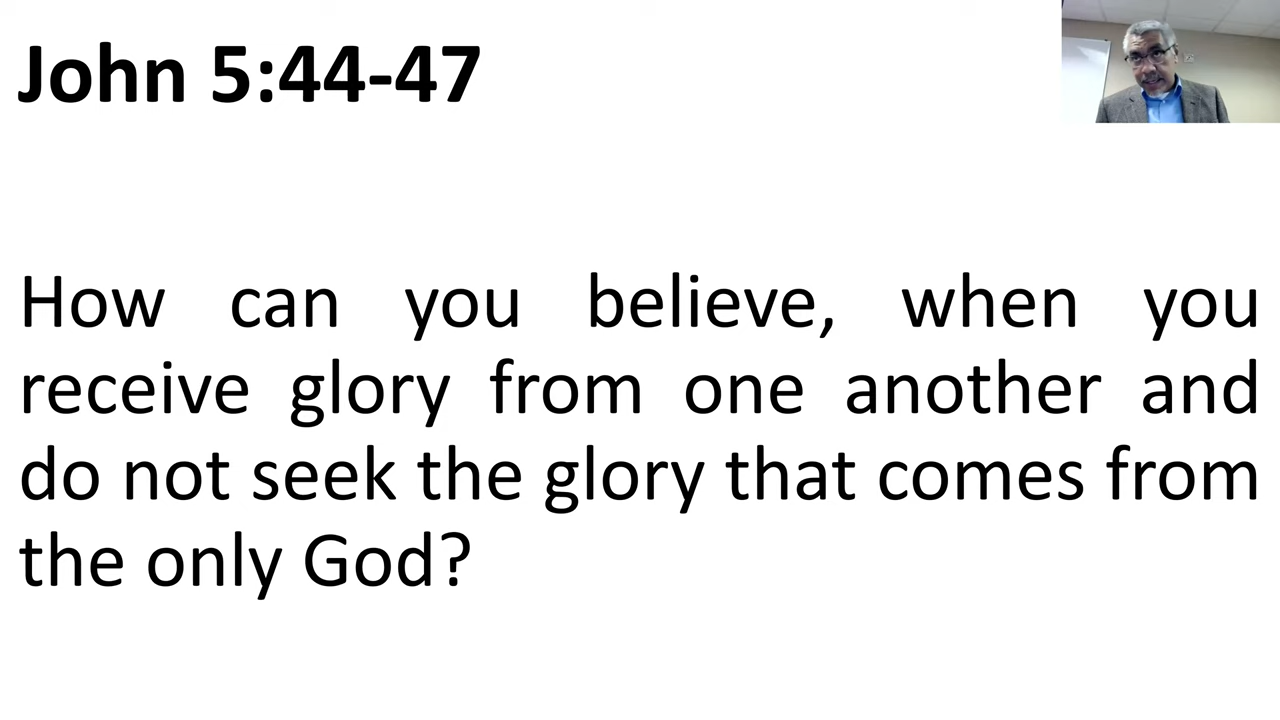 John 5:44-47
How can you believe, when you
receive glory from one another and
do not seek the glory that comes from
the only God?